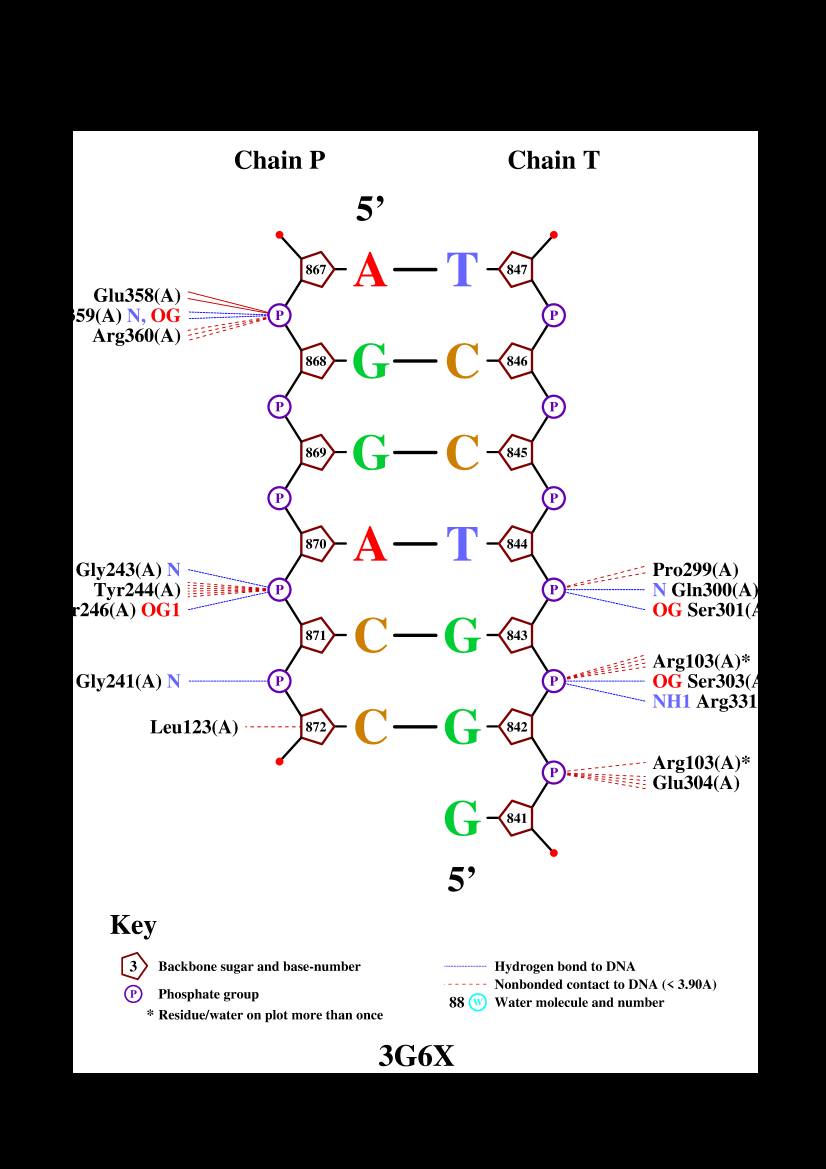 Chain P Chain T
5’
867 A T 847
Glu358(A)
P P
359(A) N, OG
Arg360(A)
868 G C 846
P P
869 G C 845
P P
870 A T 844
Gly243(A) N Pro299(A)
Tyr244(A) P P N Gln300(A)
r246(A) OG1 OG Ser301(A
871 C G 843
Arg103(A)*
Gly241(A) N P P OG Ser303(A
NH1 Arg331
Leu123(A) 872 C G 842
Arg103(A)*
P
Glu304(A)
G 841
5’
Key
3 Backbone sugar and base-number
P Phosphate group
* Residue/water on plot more than once
Hydrogen bond to DNA
Nonbonded contact to DNA (< 3.90A)
88 W Water molecule and number
3G6X